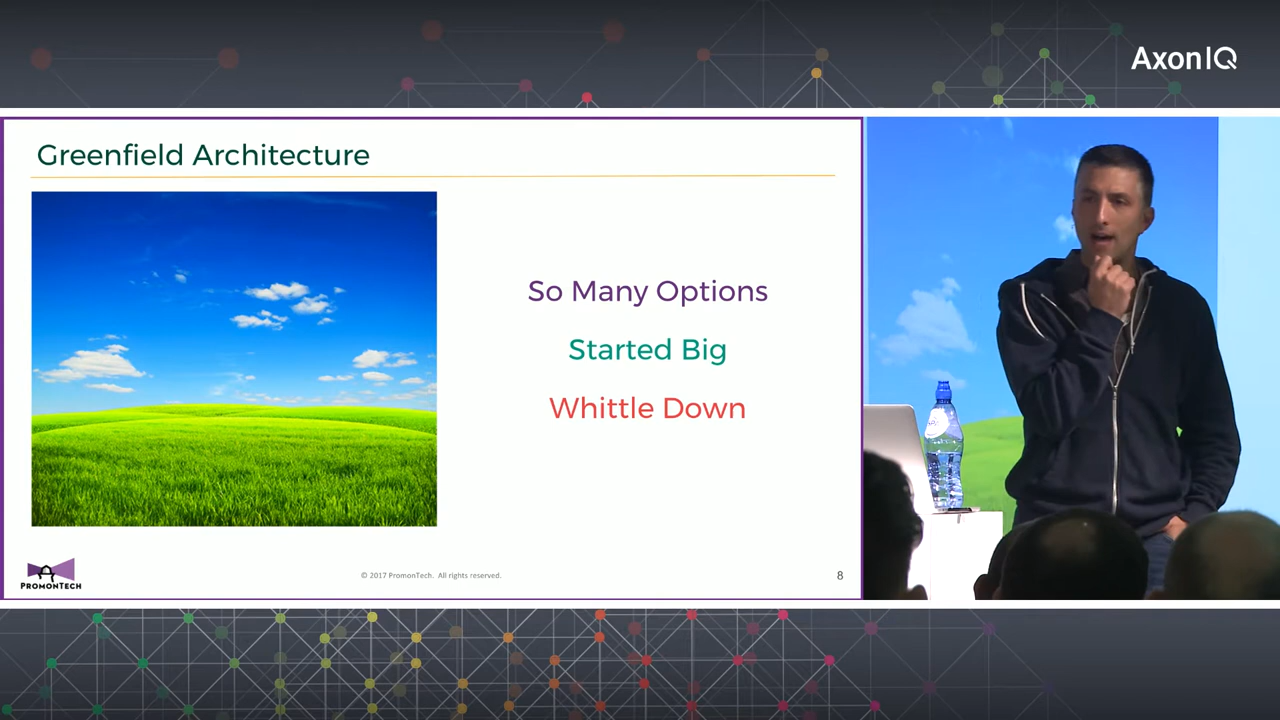 AxonIQ
Greenfield Architecture
So Many Options
Started Big
Whittle Down
PROMONTECH
© 2017 PromonTech. All rights reserved.
8